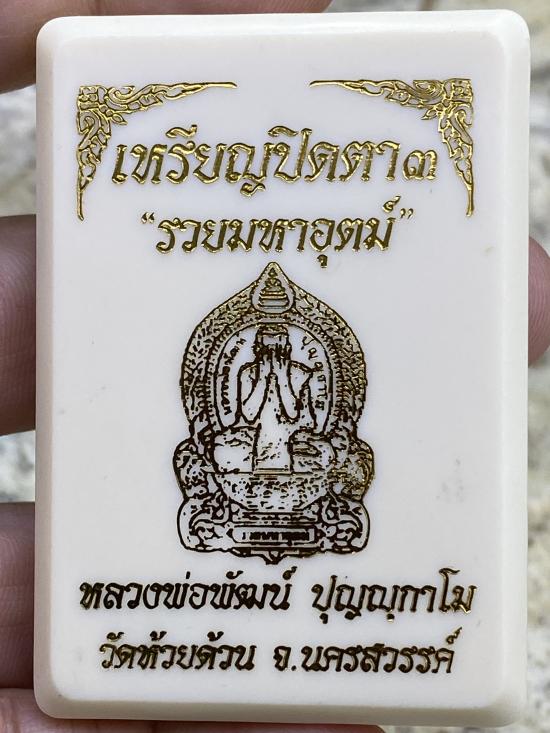 เหรียญปิดตา๓
“รวยมหาอุตม์”
หลวงพ่อพัฒน์ ปุญฺญกาโม
วัดห้วยด้วน จ.นครสวรรค์